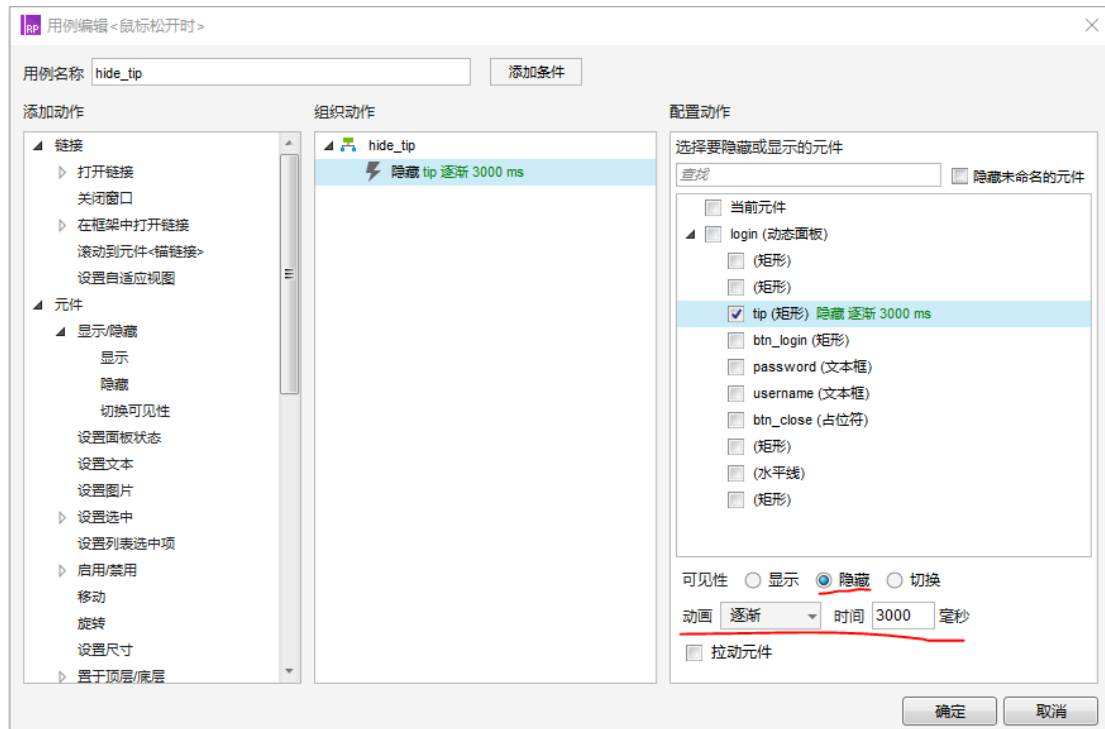 RP 用例编辑<鼠标松开时>
用例名称 hide_tip 添加条件
添加动作
链接
打开链接
关闭窗口
在框架中打开链接
滚动到元件<锚链接>
设置自适应视图
元件
显示/隐藏
显示
隐藏
切换可见性
设置面板状态
设置文本
设置图片
设置选中
设置列表选中项
启用/禁用
移动
旋转
设置尺寸
置于顶层/底层
组织动作
hide_tip
隐藏 tip 逐渐 3000 ms
配置动作
选择要隐藏或显示的元件
查找 隐藏未命名的元件
当前元件
login (动态面板)
(矩形)
(矩形)
tip (矩形) 隐藏 逐渐 3000 ms
btn_login (矩形)
password (文本框)
username (文本框)
btn_close (占位符)
(矩形)
(水平线)
(矩形)
可见性 显示 隐藏 切换
动画 逐渐 时间 3000 毫秒
拉动元件
确定 取消